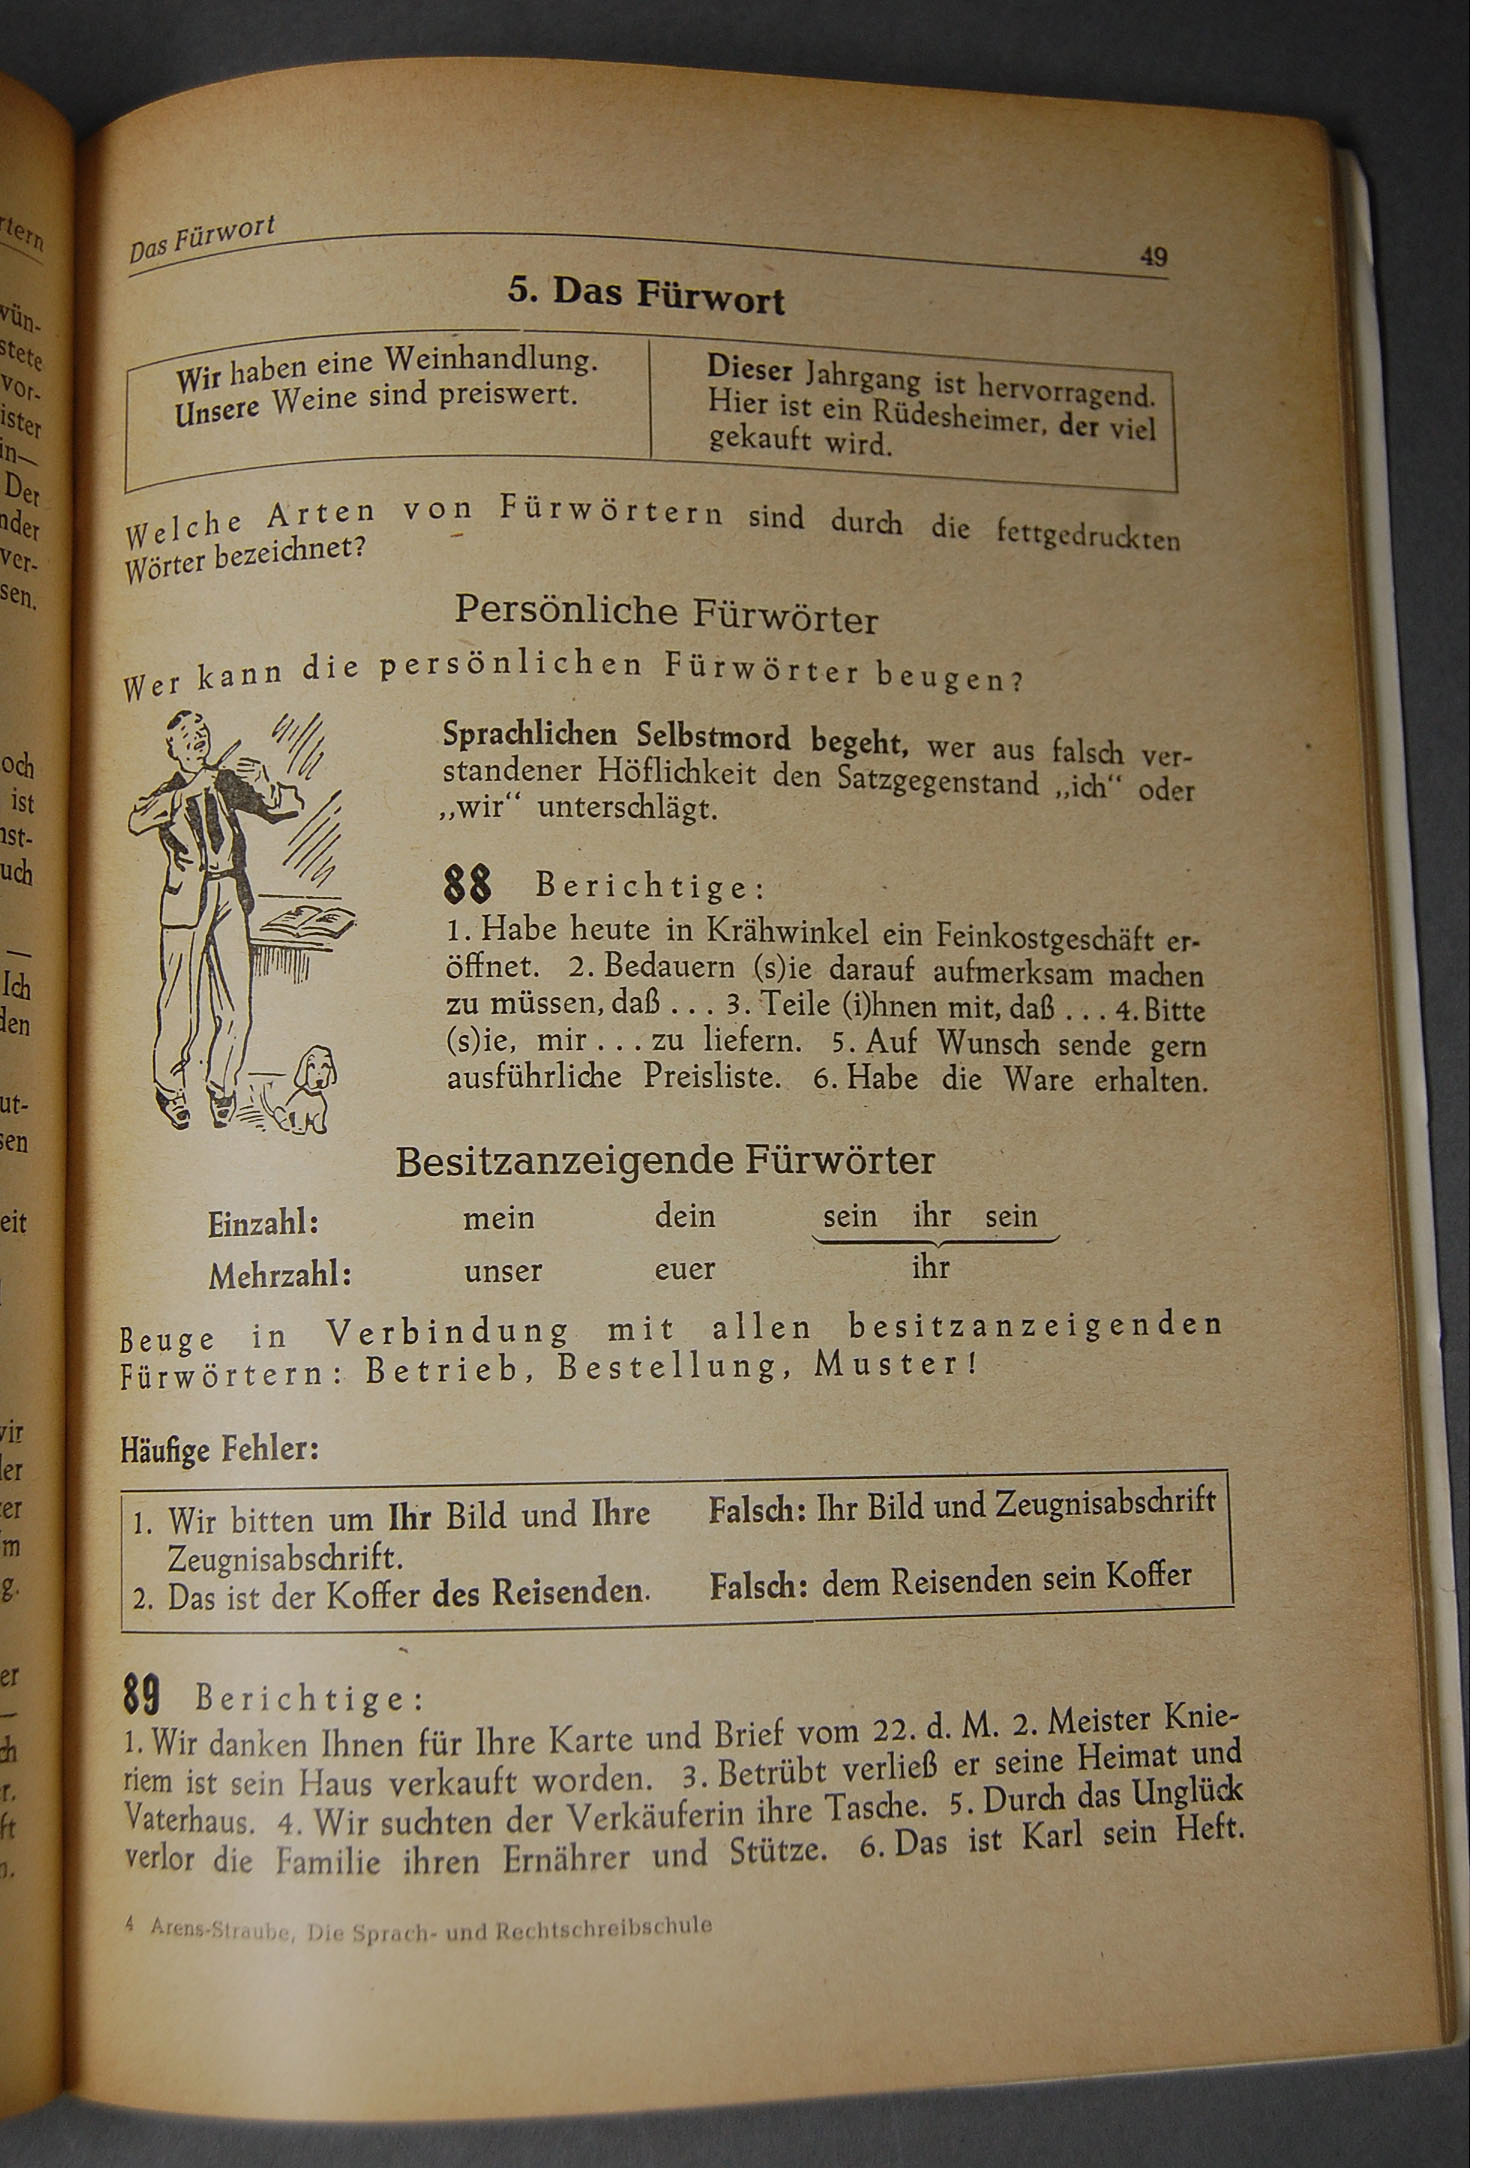 Das Fürwort 49
5. Das Fürwort
Wir haben eine Weinhandlung.
Unsere Weine sind preiswert.
Dieser Jahrgang ist hervorragend.
Hier ist ein Rüdesheimer, der viel
gekauft wird.
Welche Arten von Fürwörtern sind durch die fettgedruckten
Wörter bezeichnet?
Persönliche Fürwörter
Wer kann die persönlichen Fürwörter beugen?
Sprachlichen Selbstmord begeht, wer aus falsch ver-
standener Höflichkeit den Satzgegenstand „ich“ oder
„wir“ unterschlägt.
88 Berichtige:
1. Habe heute in Krähwinkel ein Feinkostgeschäft er-
öffnet. 2. Bedauern (s)ie darauf aufmerksam machen
zu müssen, daß . . . 3. Teile (i)hnen mit, daß . . . 4. Bitte
(s)ie, mir . . . zu liefern. 5. Auf Wunsch sende gern
ausführliche Preisliste. 6. Habe die Ware erhalten.
Besitzanzeigende Fürwörter
Einzahl: mein dein sein ihr sein
Mehrzahl: unser euer ihr
Beuge in Verbindung mit allen besitzanzeigenden
Fürwörtern: Betrieb, Bestellung, Muster!
Häufige Fehler:
1. Wir bitten um Ihr Bild und Ihre
Zeugnisabschrift.
Falsch: Ihr Bild und Zeugnisabschrift
2. Das ist der Koffer des Reisenden.
Falsch: dem Reisenden sein Koffer
89 Berichtige:
1. Wir danken Ihnen für Ihre Karte und Brief vom 22. d. M. 2. Meister Knie-
riem ist sein Haus verkauft worden. 3. Betrübt verließ er seine Heimat und
Vaterhaus. 4. Wir suchten der Verkäuferin ihre Tasche. 5. Durch das Unglück
verlor die Familie ihren Ernährer und Stütze. 6. Das ist Karl sein Heft.
4 Arens-Straube, Die Sprach- und Rechtschreibschule